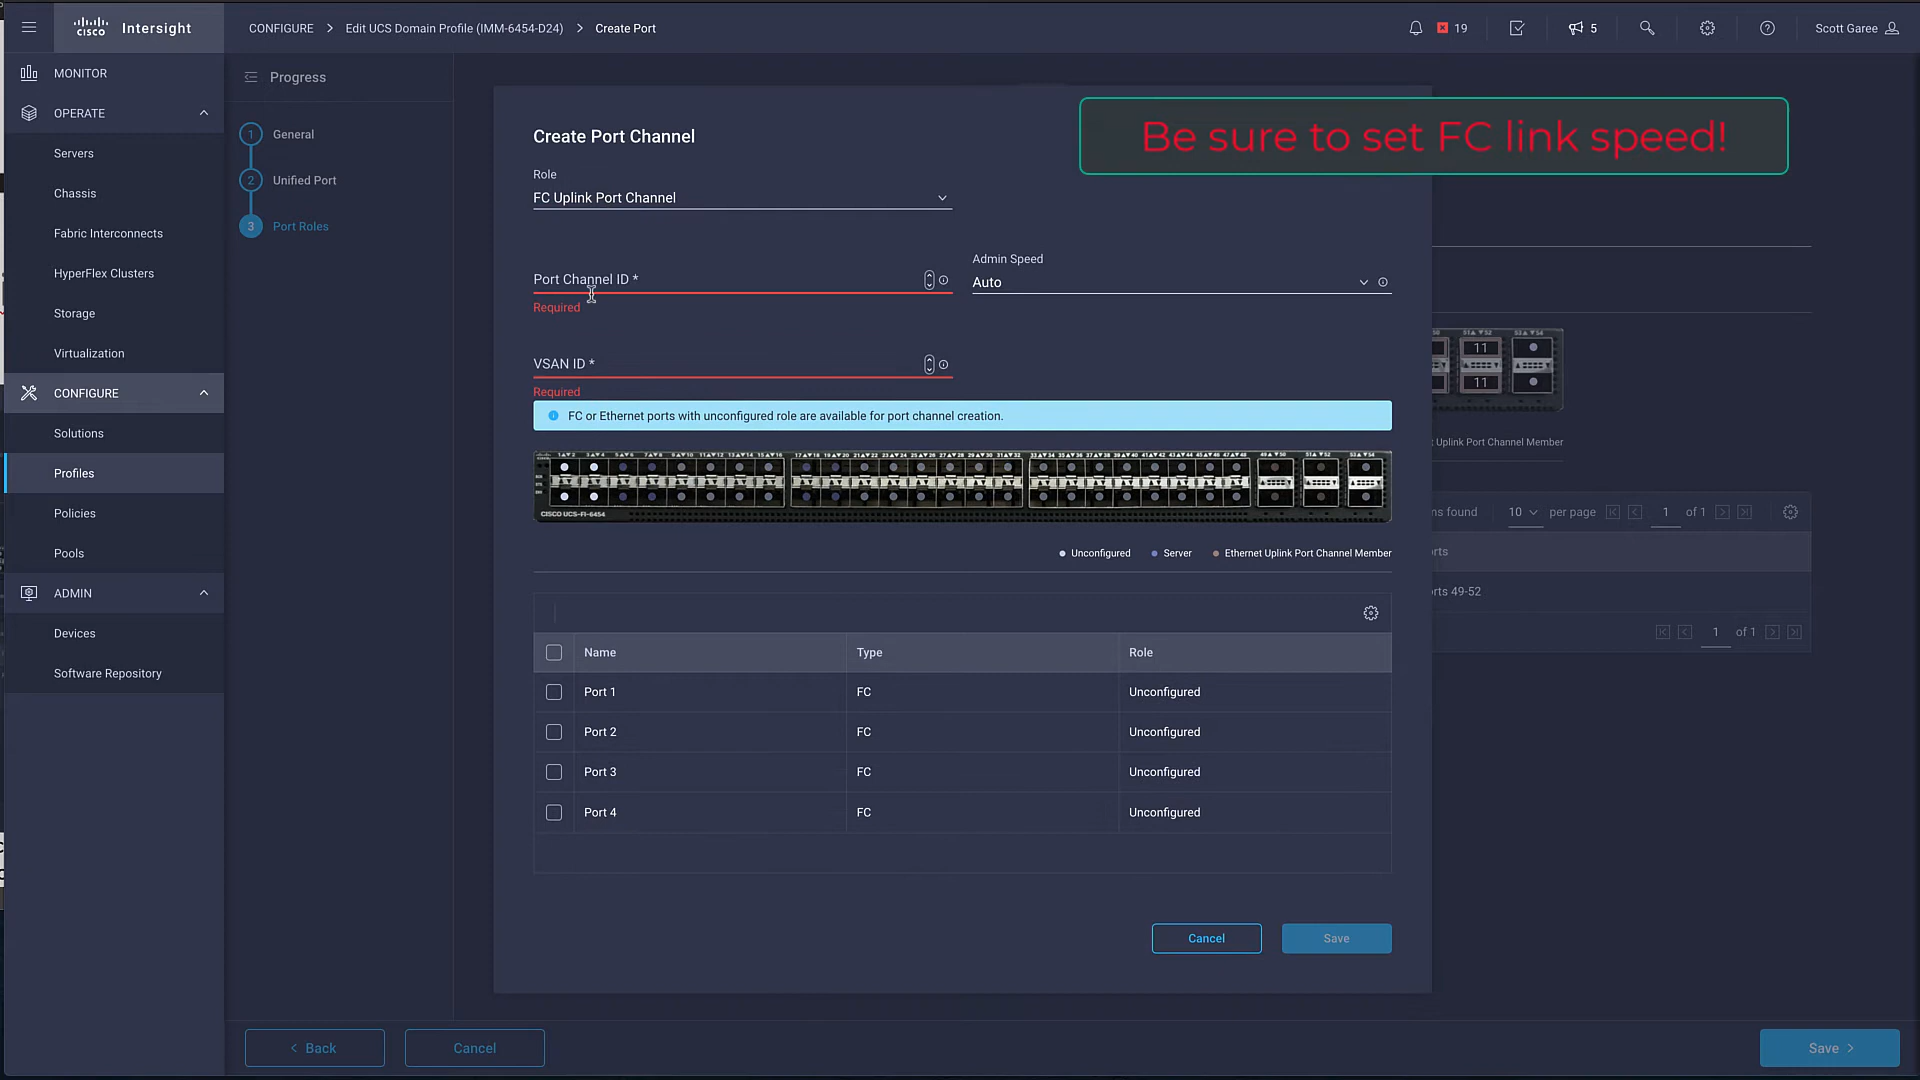 cisco
Intersight
CONFIGURE > Edit UCS Domain Profile (IMM-6454-D24) > Create Port
19
5
Scott Garee
MONITOR
OPERATE
Servers
Chassis
Fabric Interconnects
HyperFlex Clusters
Storage
Virtualization
CONFIGURE
Solutions
Profiles
Policies
Pools
ADMIN
Devices
Software Repository
Progress
1 General
2 Unified Port
3 Port Roles
Create Port Channel
Be sure to set FC link speed!
Role
FC Uplink Port Channel
Port Channel ID *
Required
Admin Speed
Auto
VSAN ID *
Required
FC or Ethernet ports with unconfigured role are available for port channel creation.
CISCO UCS-FI-6454
Unconfigured Server Ethernet Uplink Port Channel Member
Name Type Role
Port 1 FC Unconfigured
Port 2 FC Unconfigured
Port 3 FC Unconfigured
Port 4 FC Unconfigured
Cancel Save
11
11
Uplink Port Channel Member
ns found 10 per page 1 of 1
rts
rts 49-52
1 of 1
< Back Cancel Save >